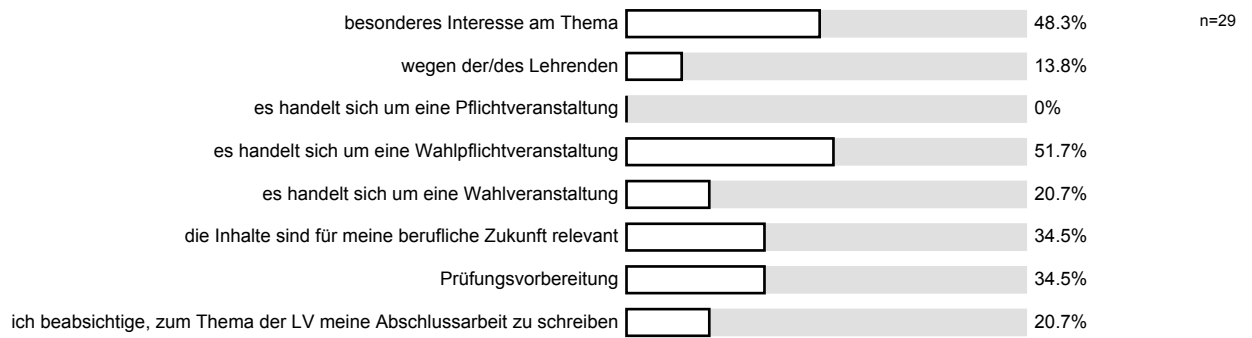 besonderes Interesse am Thema 48.3% n=29
wegen der/des Lehrenden 13.8%
es handelt sich um eine Pflichtveranstaltung 0%
es handelt sich um eine Wahlpflichtveranstaltung 51.7%
es handelt sich um eine Wahlveranstaltung 20.7%
die Inhalte sind für meine berufliche Zukunft relevant 34.5%
Prüfungsvorbereitung 34.5%
ich beabsichtige, zum Thema der LV meine Abschlussarbeit zu schreiben 20.7%